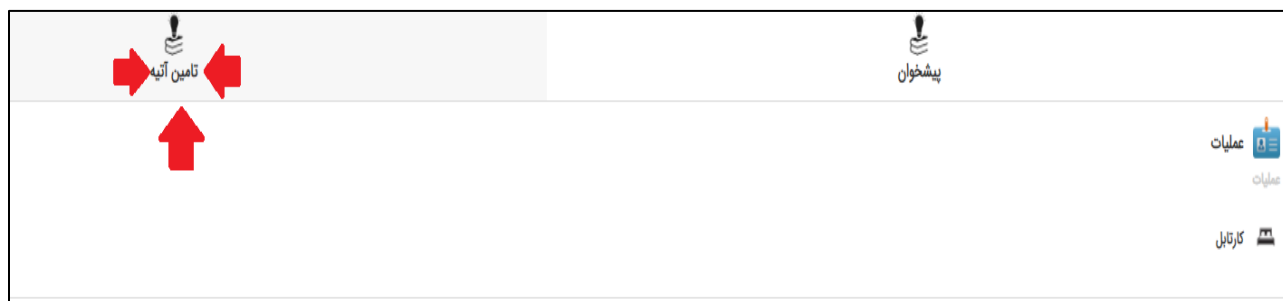 پیشخوان
تامین آتیه
عملیات
عملیات
کارتابل